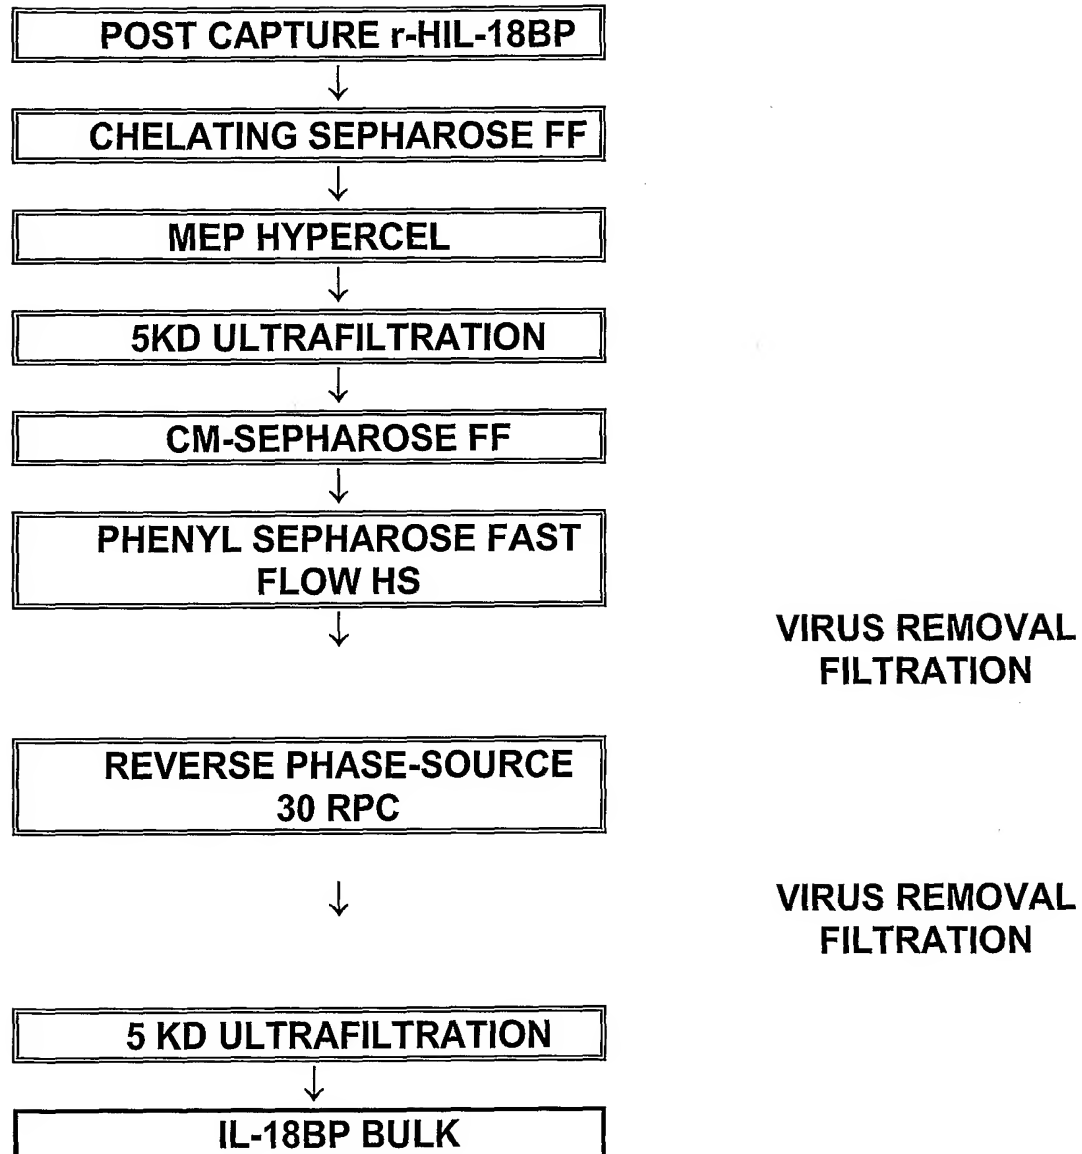 POST CAPTURE r-HIL-18BP
↓
CHELATING SEPHAROSE FF
↓
MEP HYPERCEL
↓
5KD ULTRAFILTRATION
↓
CM-SEPHAROSE FF
↓
PHENYL SEPHAROSE FAST
FLOW HS
↓
VIRUS REMOVAL
FILTRATION
REVERSE PHASE-SOURCE
30 RPC
↓
VIRUS REMOVAL
FILTRATION
5 KD ULTRAFILTRATION
↓
IL-18BP BULK